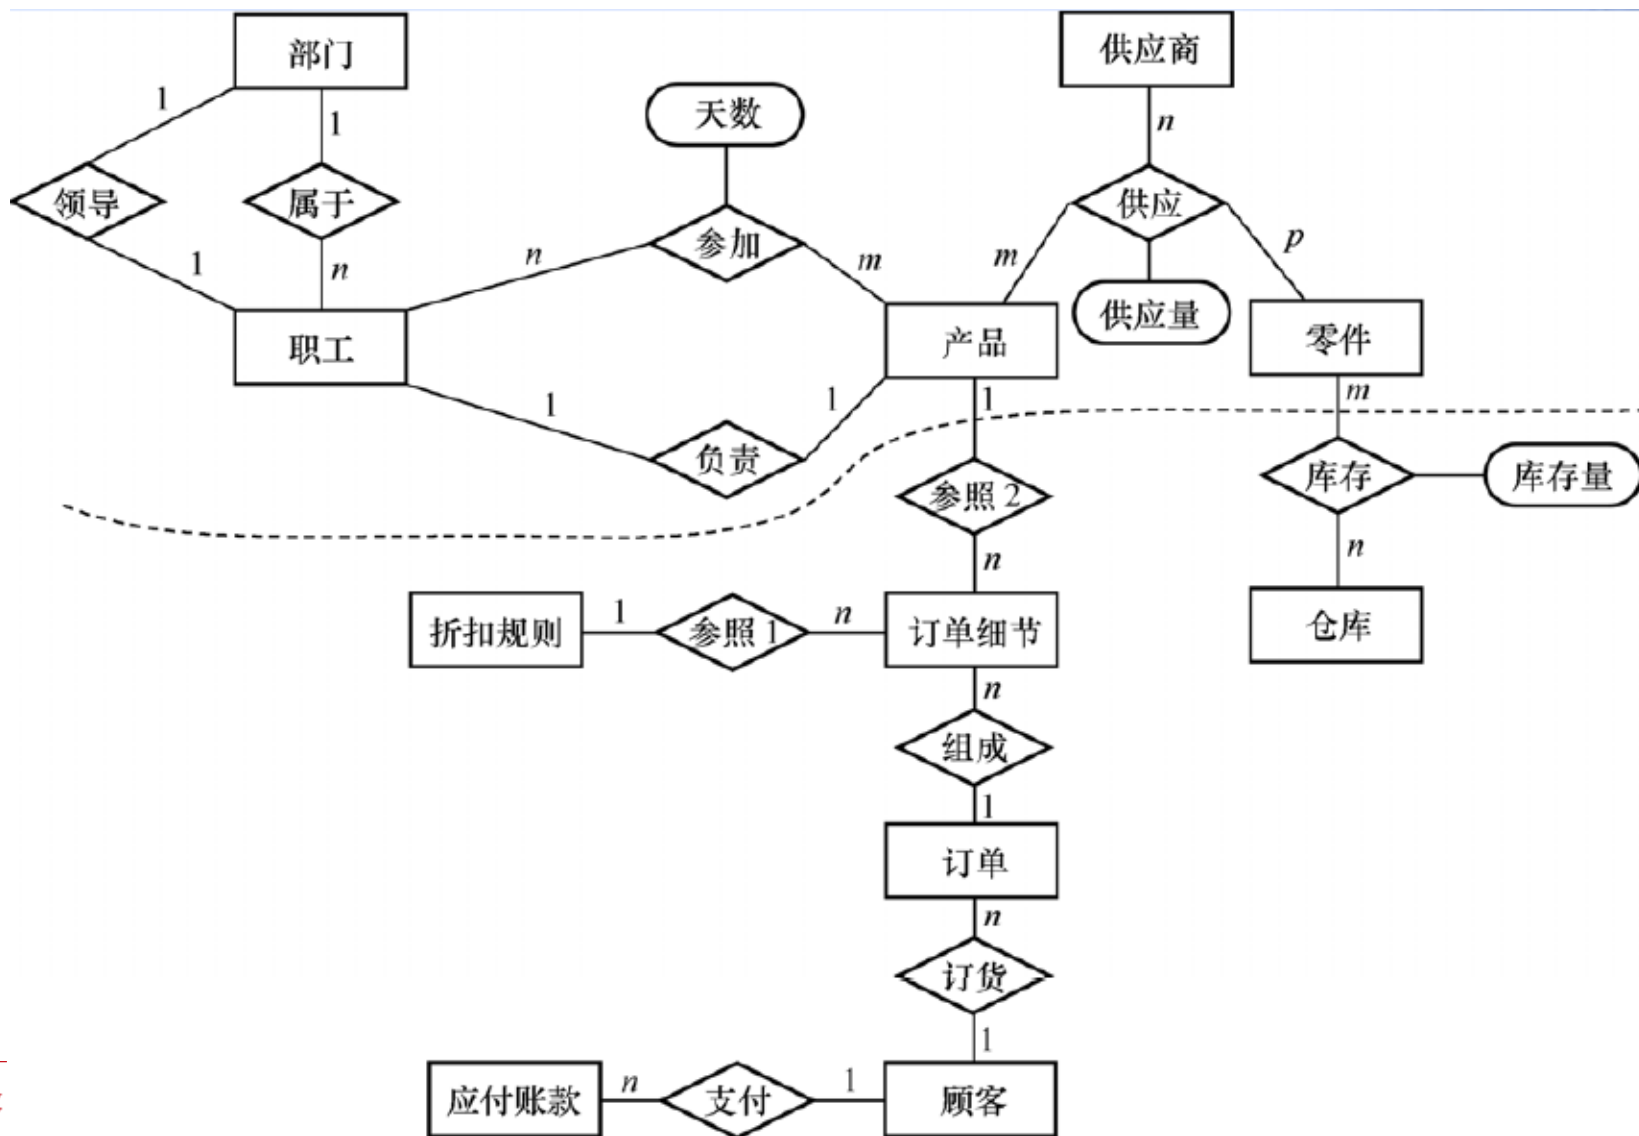 部门
供应商
1
1
天数
n
领导
属于
供应
参加
n
m
m
p
1
n
供应量
职工
产品
零件
1
1
1
m
负责
参照 2
库存
库存量
n
n
折扣规则
1
参照 1
n
订单细节
仓库
n
组成
1
订单
n
订货
1
应付账款
n
支付
1
顾客